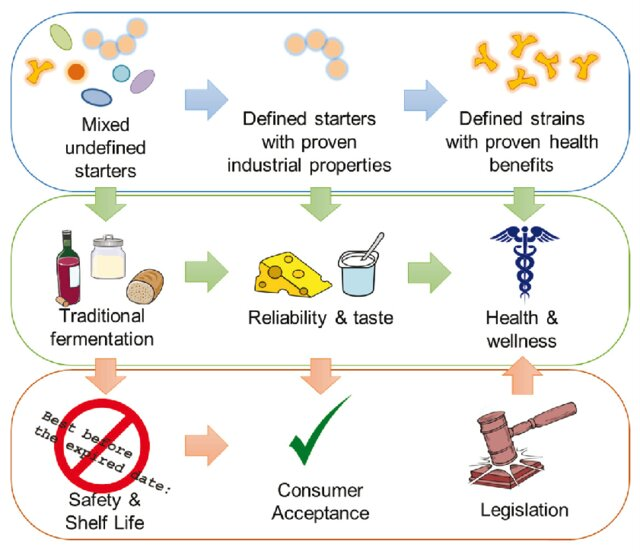 Mixed
undefined
starters
Defined starters
with proven
industrial properties
Defined strains
with proven health
benefits
Traditional
fermentation
Reliability & taste
Health &
wellness
Best before
the expired date:
Safety &
Shelf Life
Consumer
Acceptance
Legislation